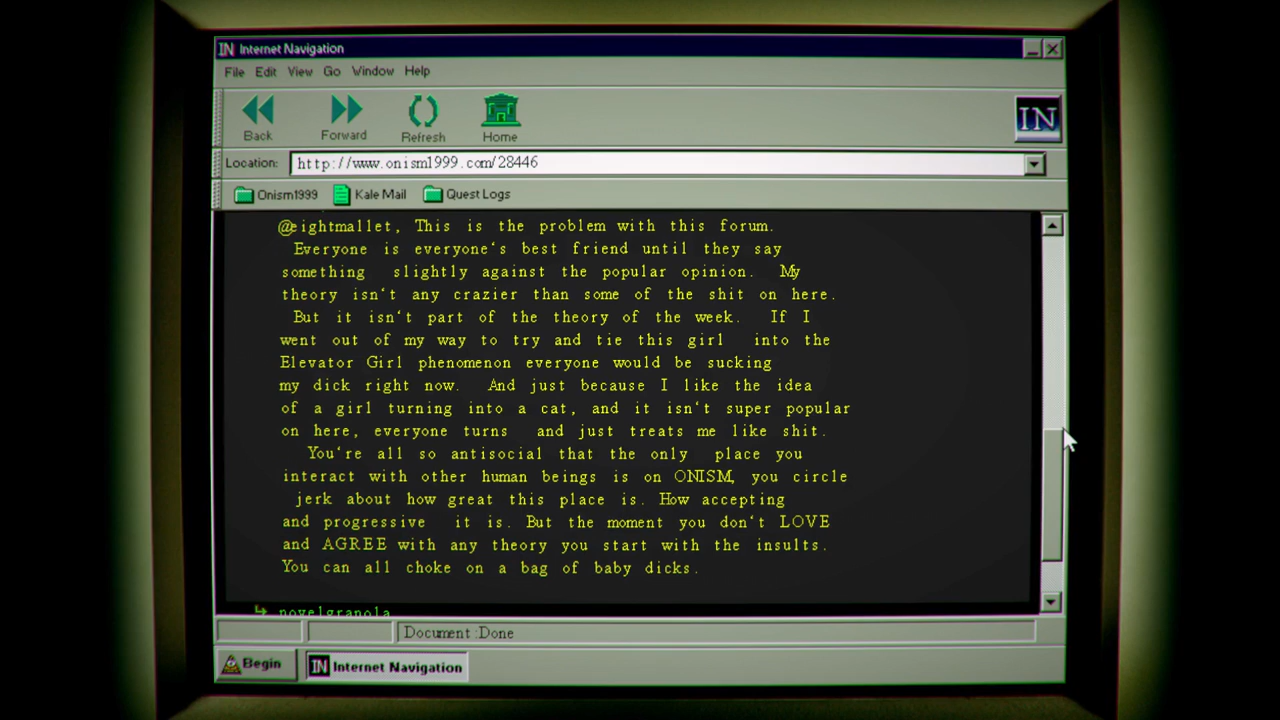 IN Internet Navigation
File Edit View Go Window Help
Back Forward Refresh Home
IN
Location: http://www.onism1999.com/28446
Onism1999 Kale Mail Quest Logs
@eightmallet, This is the problem with this forum.
Everyone is everyone's best friend until they say
something slightly against the popular opinion. My
theory isn't any crazier than some of the shit on here.
But it isn't part of the theory of the week. If I
went out of my way to try and tie this girl into the
Elevator Girl phenomenon everyone would be sucking
my dick right now. And just because I like the idea
of a girl turning into a cat, and it isn't super popular
on here, everyone turns and just treats me like shit.
You're all so antisocial that the only place you
interact with other human beings is on ONISM, you circle
jerk about how great this place is. How accepting
and progressive it is. But the moment you don't LOVE
and AGREE with any theory you start with the insults.
You can all choke on a bag of baby dicks.
novelgranola
Document :Done
Begin IN Internet Navigation